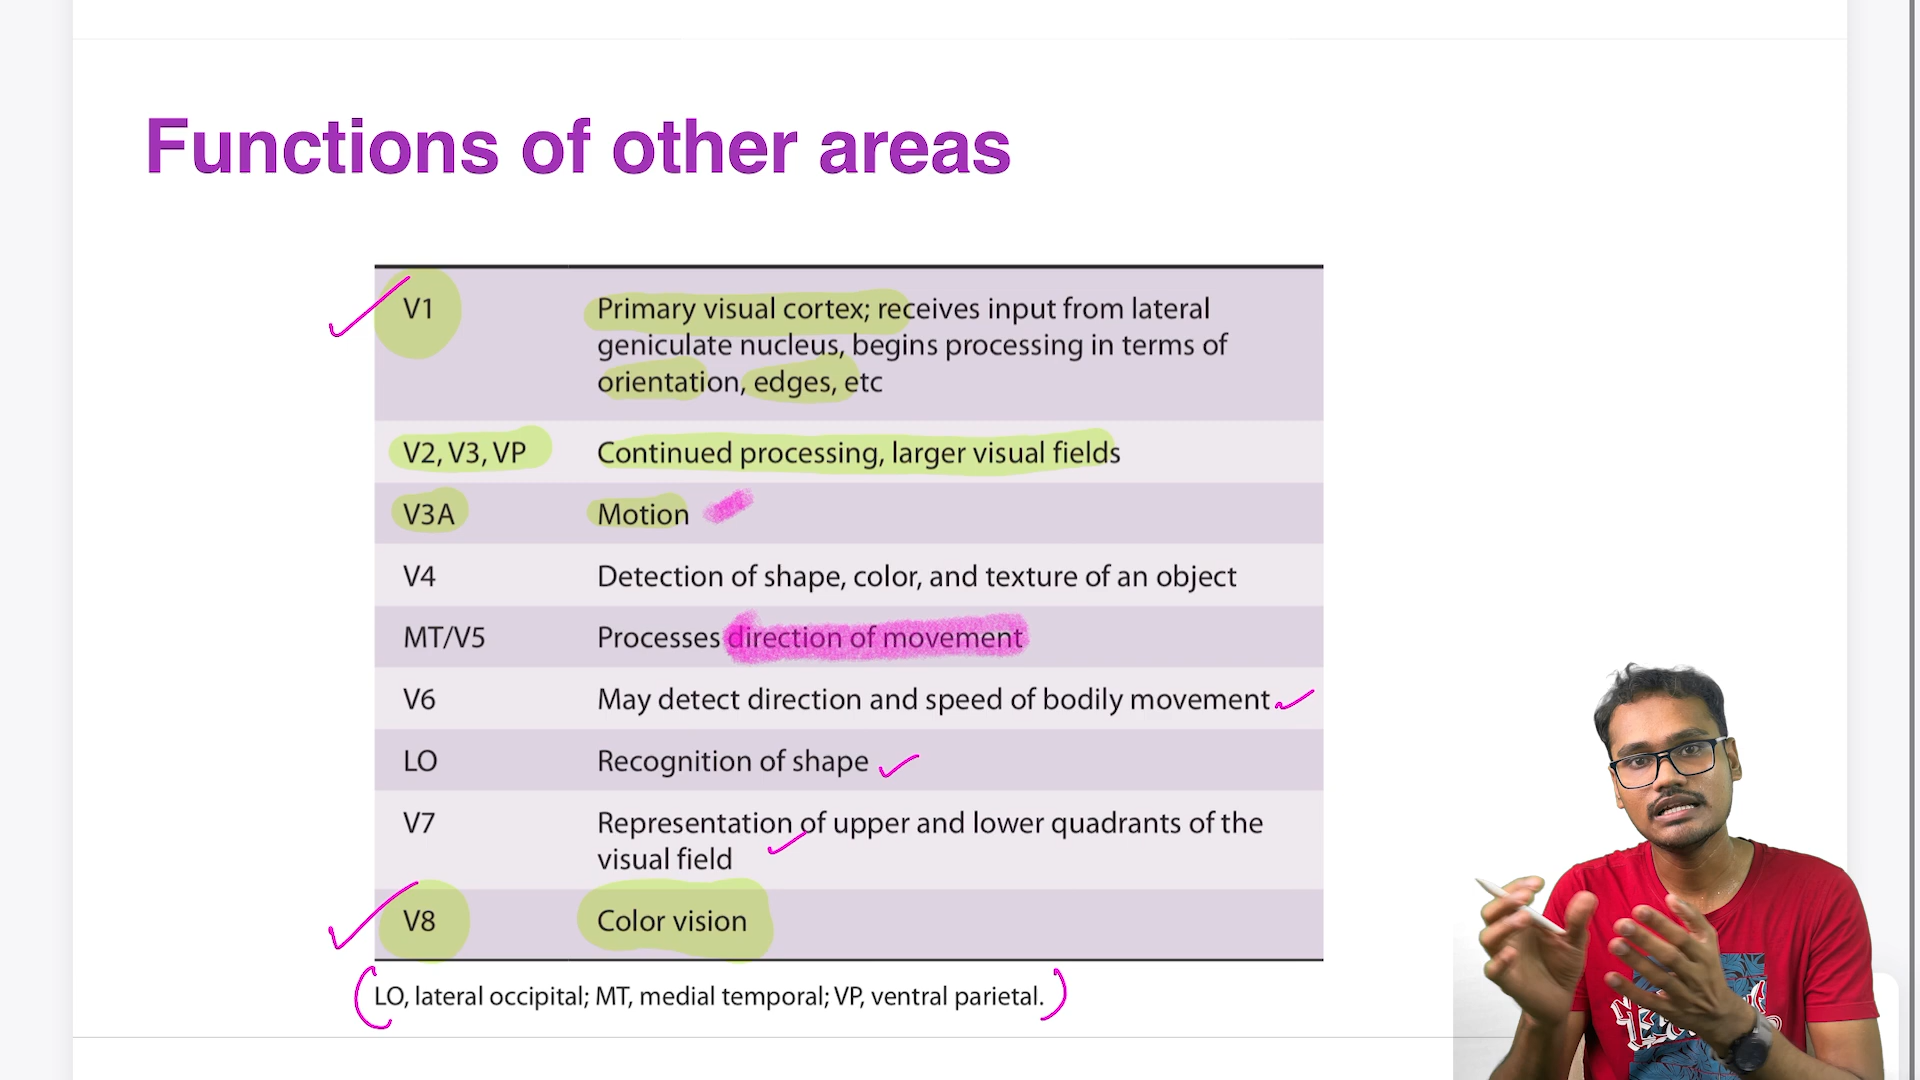 Functions of other areas
V1 Primary visual cortex; receives input from lateral
geniculate nucleus, begins processing in terms of
orientation, edges, etc
V2, V3, VP Continued processing, larger visual fields
V3A Motion
V4 Detection of shape, color, and texture of an object
MT/V5 Processes direction of movement
V6 May detect direction and speed of bodily movement
LO Recognition of shape
V7 Representation of upper and lower quadrants of the
visual field
V8 Color vision
LO, lateral occipital; MT, medial temporal; VP, ventral parietal.